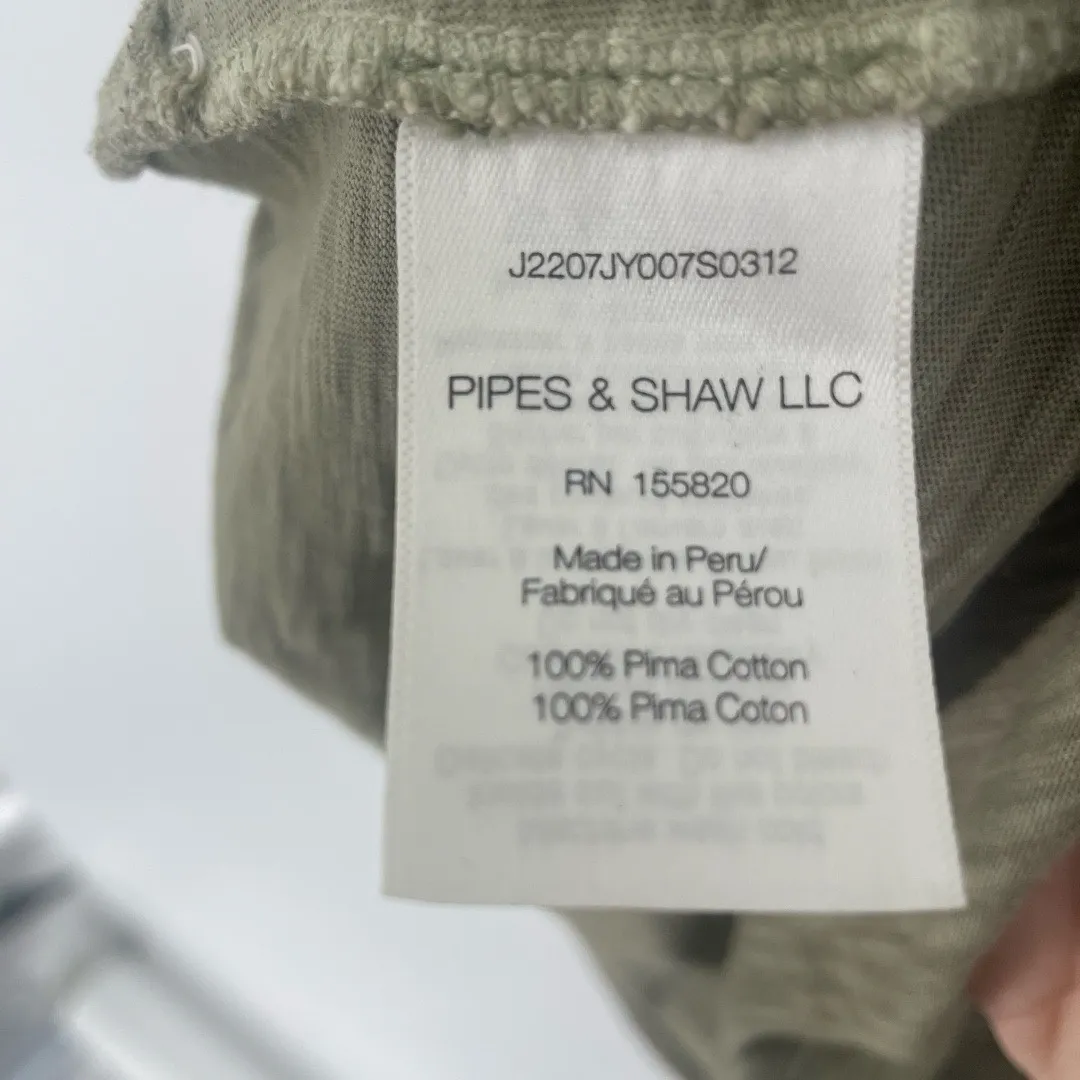 J2207JY007S0312
PIPES & SHAW LLC
RN 155820
Made in Peru/
Fabriqué au Pérou
100% Pima Cotton
100% Pima Coton